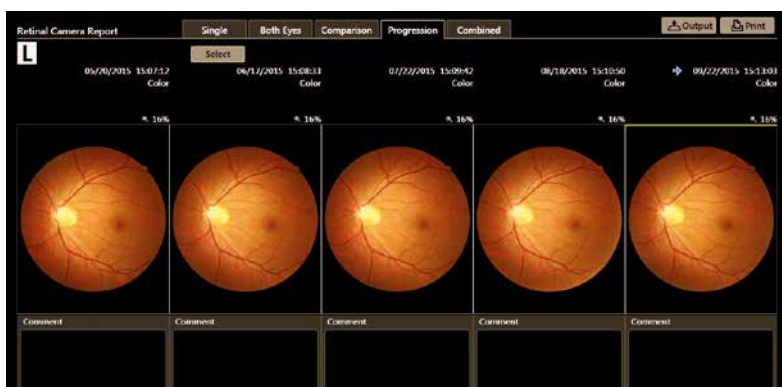 Retinal Camera Report Single Both Eyes Comparison Progression Combined Output Print
L Select
05/20/2015 15:07:12 06/17/2015 15:08:33 07/22/2015 15:09:42 08/18/2015 15:10:50 09/22/2015 15:13:03
Color Color Color Color Color
16% 16% 16% 16% 16%
Comment Comment Comment Comment Comment